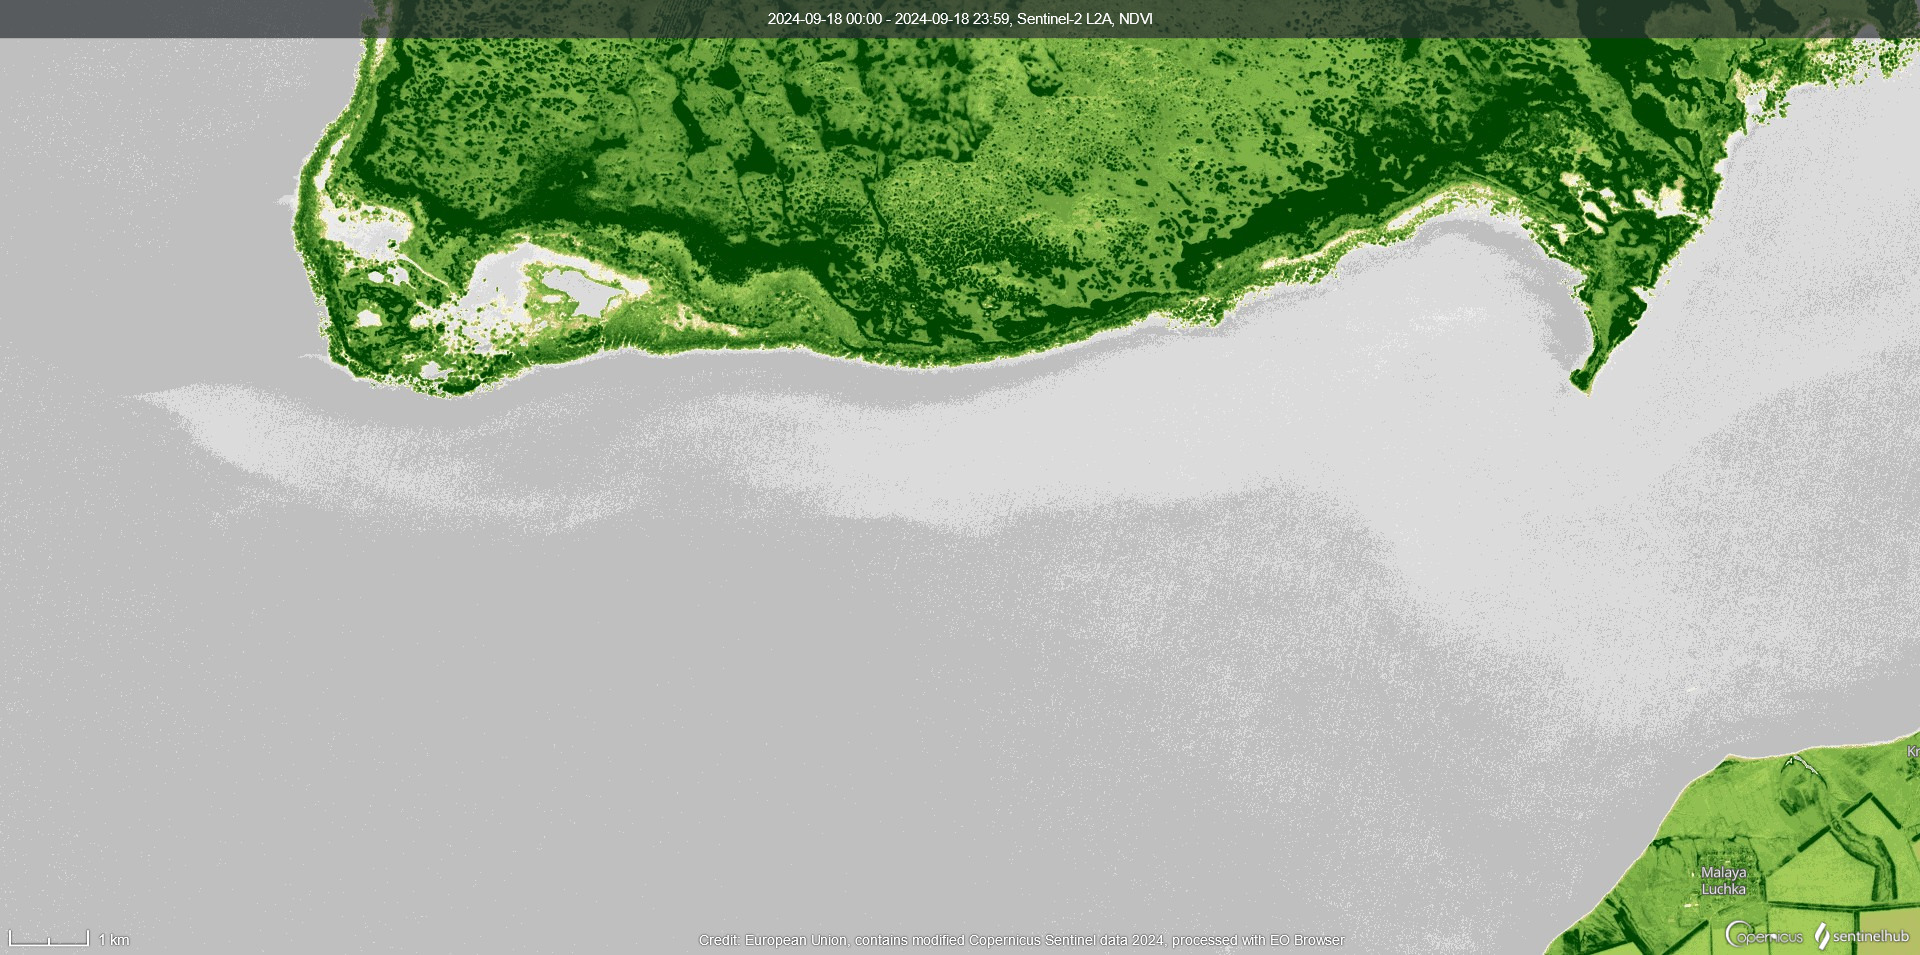 2024-09-18 00:00 - 2024-09-18 23:59, Sentinel-2 L2A, NDVI
Kr
Malaya
Luchka
1 km
Credit: European Union, contains modified Copernicus Sentinel data 2024, processed with EO Browser
Copernicus
sentinelhub